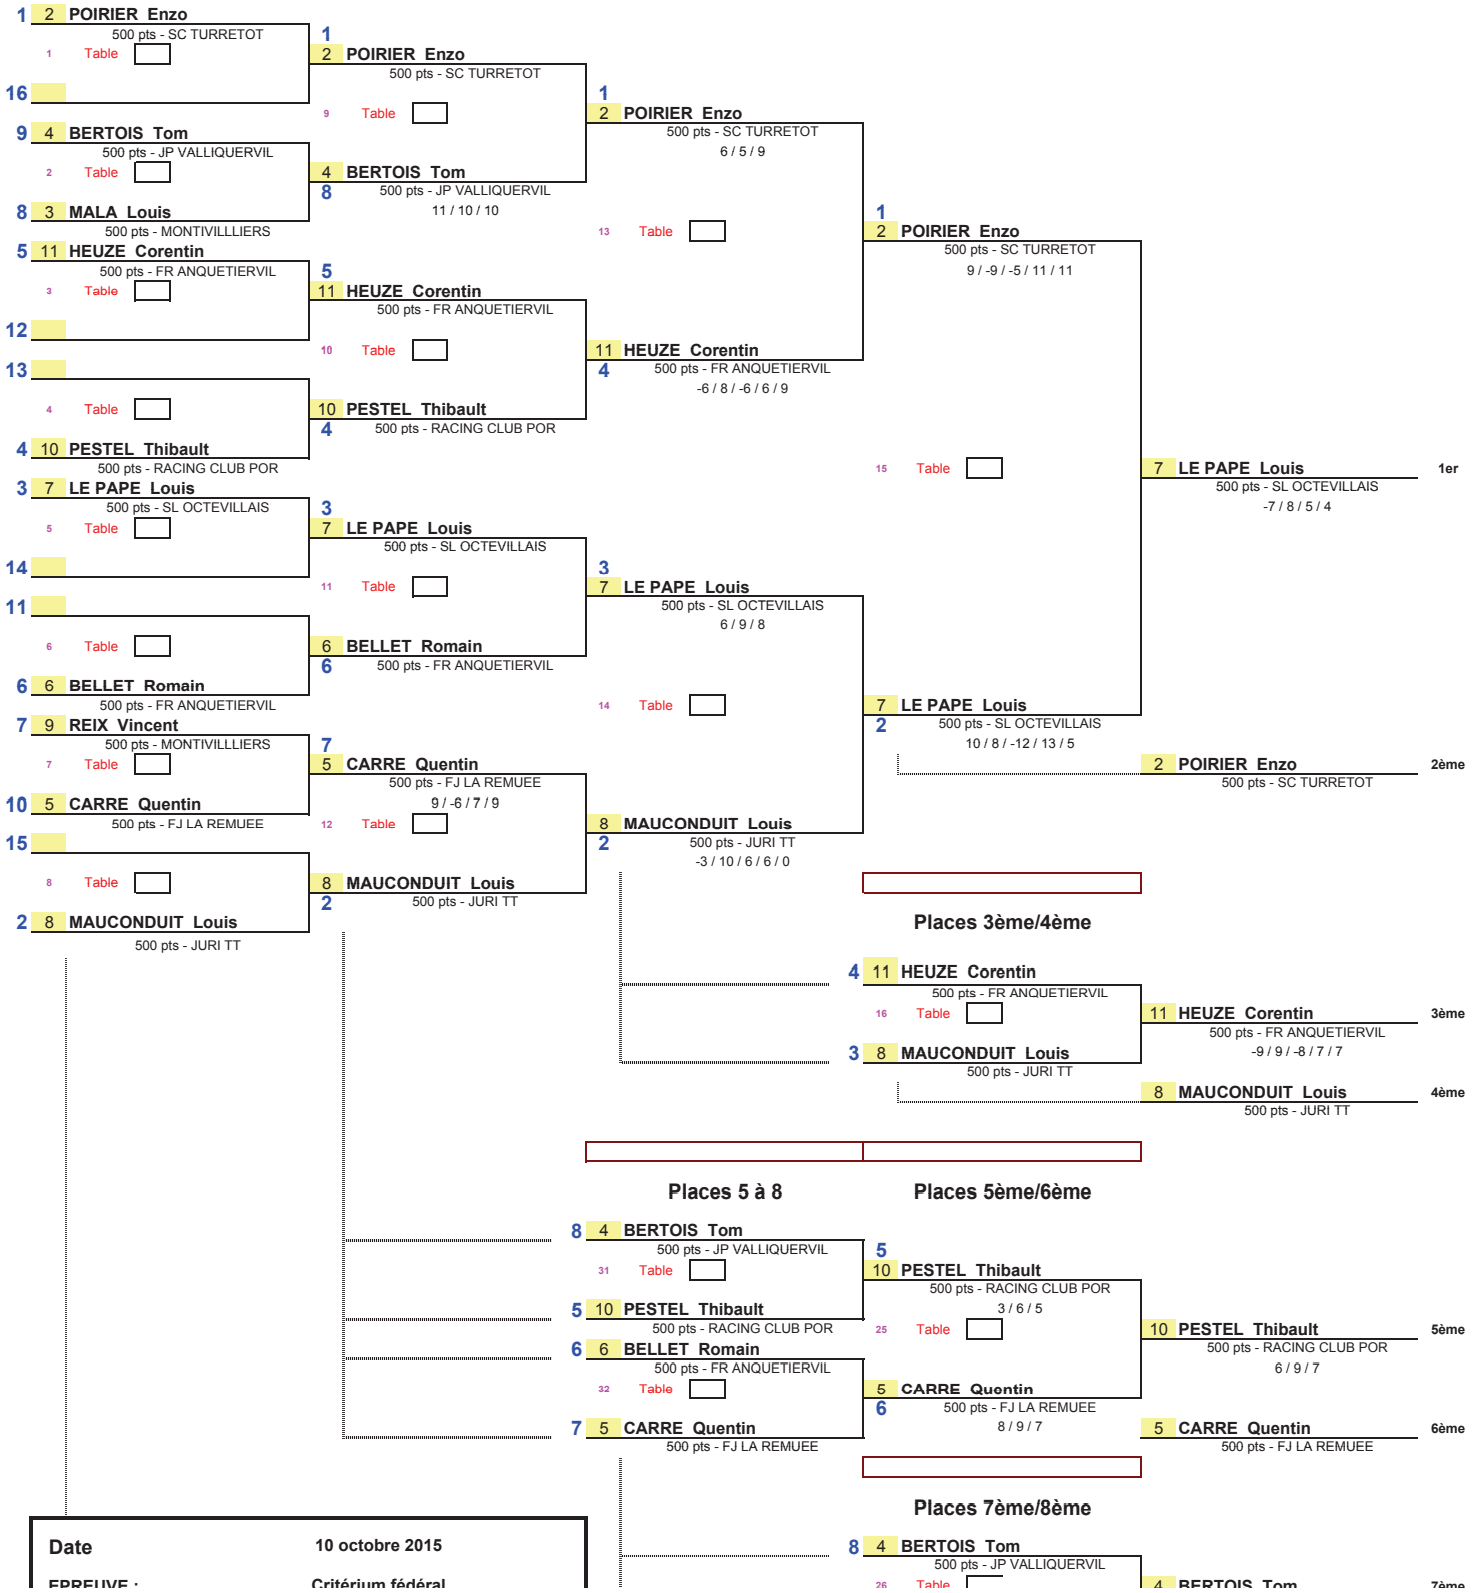 1 2 POIRIER Enzo
500 pts - SC TURRETOT
1 Table
16
9 4 BERTOIS Tom
500 pts - JP VALLIQUERVIL
2 Table
8 3 MALA Louis
500 pts - MONTIVILLLIERS
5 11 HEUZE Corentin
500 pts - FR ANQUETIERVIL
3 Table
12
13
4 Table
4 10 PESTEL Thibault
500 pts - RACING CLUB POR
3 7 LE PAPE Louis
500 pts - SL OCTEVILLAIS
5 Table
14
11
6 Table
6 6 BELLET Romain
500 pts - FR ANQUETIERVIL
7 9 REIX Vincent
500 pts - MONTIVILLLIERS
7 Table
10 5 CARRE Quentin
500 pts - FJ LA REMUEE
15
8 Table
2 8 MAUCONDUIT Louis
500 pts - JURI TT
1
2 POIRIER Enzo
500 pts - SC TURRETOT
9 Table
4 BERTOIS Tom
8 500 pts - JP VALLIQUERVIL
11 / 10 / 10
5
11 HEUZE Corentin
500 pts - FR ANQUETIERVIL
10 Table
10 PESTEL Thibault
4 500 pts - RACING CLUB POR
3
7 LE PAPE Louis
500 pts - SL OCTEVILLAIS
11 Table
6 BELLET Romain
6 500 pts - FR ANQUETIERVIL
7
5 CARRE Quentin
500 pts - FJ LA REMUEE
9 / -6 / 7 / 9
12 Table
8 MAUCONDUIT Louis
2 500 pts - JURI TT
1
2 POIRIER Enzo
500 pts - SC TURRETOT
6 / 5 / 9
13 Table
11 HEUZE Corentin
4 500 pts - FR ANQUETIERVIL
-6 / 8 / -6 / 6 / 9
3
7 LE PAPE Louis
500 pts - SL OCTEVILLAIS
6 / 9 / 8
14 Table
8 MAUCONDUIT Louis
2 500 pts - JURI TT
-3 / 10 / 6 / 6 / 0
1
2 POIRIER Enzo
500 pts - SC TURRETOT
9 / -9 / -5 / 11 / 11
15 Table
7 LE PAPE Louis
2 500 pts - SL OCTEVILLAIS
10 / 8 / -12 / 13 / 5
7 LE PAPE Louis 1er
500 pts - SL OCTEVILLAIS
-7 / 8 / 5 / 4
2 POIRIER Enzo 2ème
500 pts - SC TURRETOT
Places 3ème/4ème
4 11 HEUZE Corentin
500 pts - FR ANQUETIERVIL
16 Table
3 8 MAUCONDUIT Louis
500 pts - JURI TT
11 HEUZE Corentin 3ème
500 pts - FR ANQUETIERVIL
-9 / 9 / -8 / 7 / 7
8 MAUCONDUIT Louis 4ème
500 pts - JURI TT
Places 5 à 8 Places 5ème/6ème
8 4 BERTOIS Tom
500 pts - JP VALLIQUERVIL
31 Table
5 10 PESTEL Thibault
500 pts - RACING CLUB POR
6 6 BELLET Romain
500 pts - FR ANQUETIERVIL
32 Table
7 5 CARRE Quentin
500 pts - FJ LA REMUEE
5
10 PESTEL Thibault
500 pts - RACING CLUB POR
3 / 6 / 5
25 Table
5 CARRE Quentin
6 500 pts - FJ LA REMUEE
8 / 9 / 7
10 PESTEL Thibault 5ème
500 pts - RACING CLUB POR
6 / 9 / 7
5 CARRE Quentin 6ème
500 pts - FJ LA REMUEE
Places 7ème/8ème
8 4 BERTOIS Tom
500 pts - JP VALLIQUERVIL
26 Table
4 BERTOIS Tom 7ème
Date 10 octobre 2015
EPREUVE : Critérium fédéral